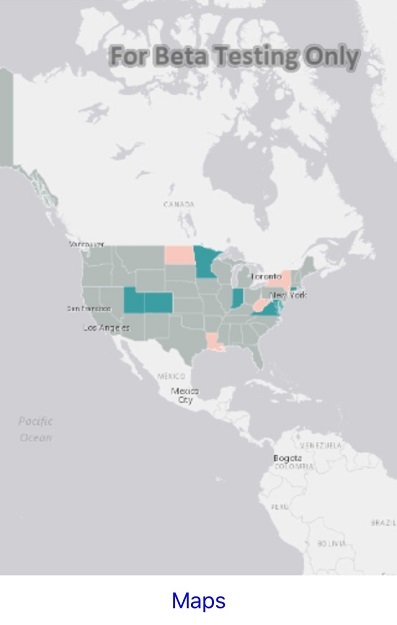 For Beta Testing Only
CANADA
Vancouver
Toronto
New York
San Francisco
Los Angeles
MÉXICO
Mexico
City
Pacific
Ocean
VENEZUELA
Bogota
COLOMBIA
PERU
BRAZIL
BOLIVIA
Maps